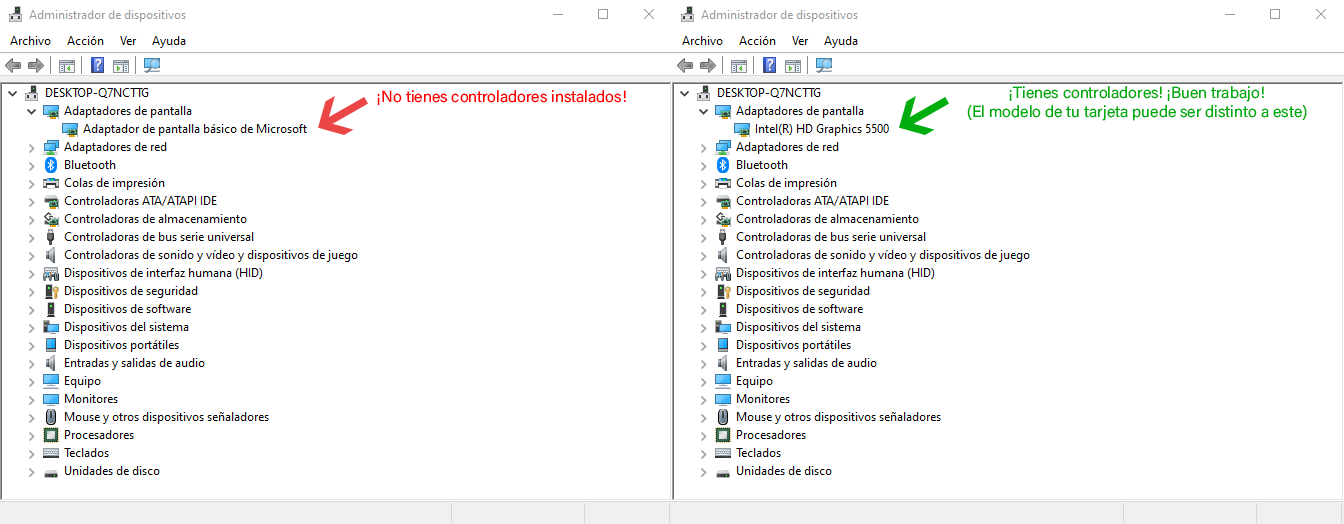 Administrador de dispositivos
Archivo Acción Ver Ayuda
DESKTOP-Q7NCTTG
¡No tienes controladores instalados!
Adaptadores de pantalla
Adaptador de pantalla básico de Microsoft
Adaptadores de red
Bluetooth
Colas de impresión
Controladoras ATA/ATAPI IDE
Controladoras de almacenamiento
Controladoras de bus serie universal
Controladoras de sonido y vídeo y dispositivos de juego
Dispositivos de interfaz humana (HID)
Dispositivos de seguridad
Dispositivos de software
Dispositivos del sistema
Dispositivos portátiles
Entradas y salidas de audio
Equipo
Monitores
Mouse y otros dispositivos señaladores
Procesadores
Teclados
Unidades de disco
Administrador de dispositivos
Archivo Acción Ver Ayuda
DESKTOP-Q7NCTTG
¡Tienes controladores! ¡Buen trabajo!
(El modelo de tu tarjeta puede ser distinto a este)
Adaptadores de pantalla
Intel(R) HD Graphics 5500
Adaptadores de red
Bluetooth
Colas de impresión
Controladoras ATA/ATAPI IDE
Controladoras de almacenamiento
Controladoras de bus serie universal
Controladoras de sonido y vídeo y dispositivos de juego
Dispositivos de interfaz humana (HID)
Dispositivos de seguridad
Dispositivos de software
Dispositivos del sistema
Dispositivos portátiles
Entradas y salidas de audio
Equipo
Monitores
Mouse y otros dispositivos señaladores
Procesadores
Teclados
Unidades de disco